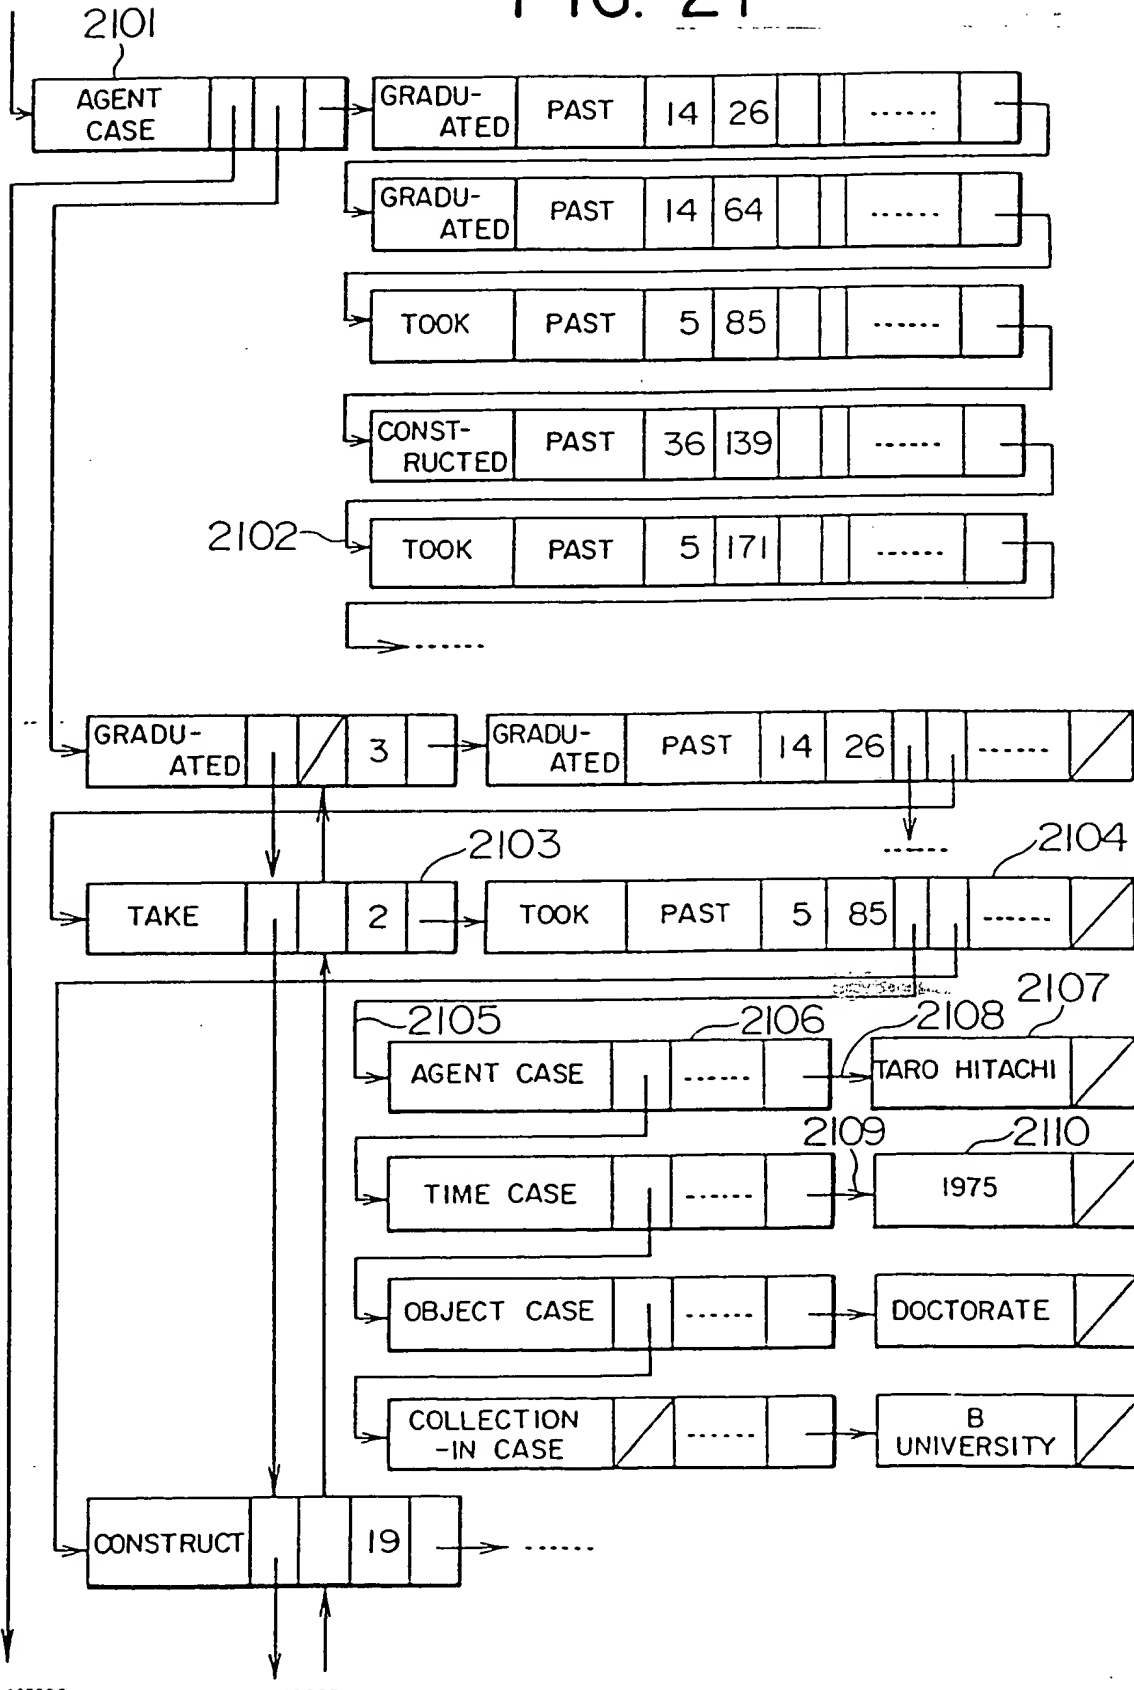 FIG. 21
2101
AGENT CASE
GRADU-ATED PAST 14 26 ......
GRADU-ATED PAST 14 64 ......
TOOK PAST 5 85 ......
CONST-RUCTED PAST 36 139 ......
2102
TOOK PAST 5 171 ......
......
GRADU-ATED 3
GRADU-ATED PAST 14 26 ......
......
2103
2104
TAKE 2
TOOK PAST 5 85 ......
2105
2106
2108
2107
AGENT CASE ......
TARO HITACHI
2109
2110
TIME CASE ......
1975
OBJECT CASE ......
DOCTORATE
COLLECTION
-IN CASE ......
B
UNIVERSITY
CONSTRUCT 19 ......